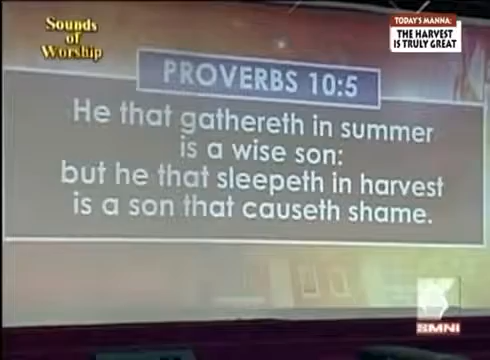 Sounds
of
Worship
TODAY'S MANNA:
THE HARVEST
IS TRULY GREAT
PROVERBS 10:5
He that gathereth in summer
is a wise son:
but he that sleepeth in harvest
is a son that causeth shame.
SMNI